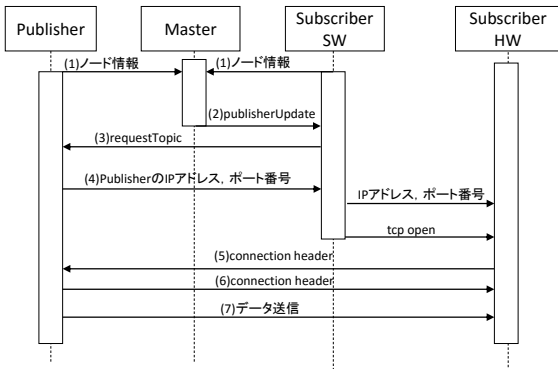 Publisher
Master
Subscriber
SW
Subscriber
HW
(1)ノード情報
(1)ノード情報
(2)publisherUpdate
(3)requestTopic
(4)PublisherのIPアドレス，ポート番号
IPアドレス，ポート番号
tcp open
(5)connection header
(6)connection header
(7)データ送信